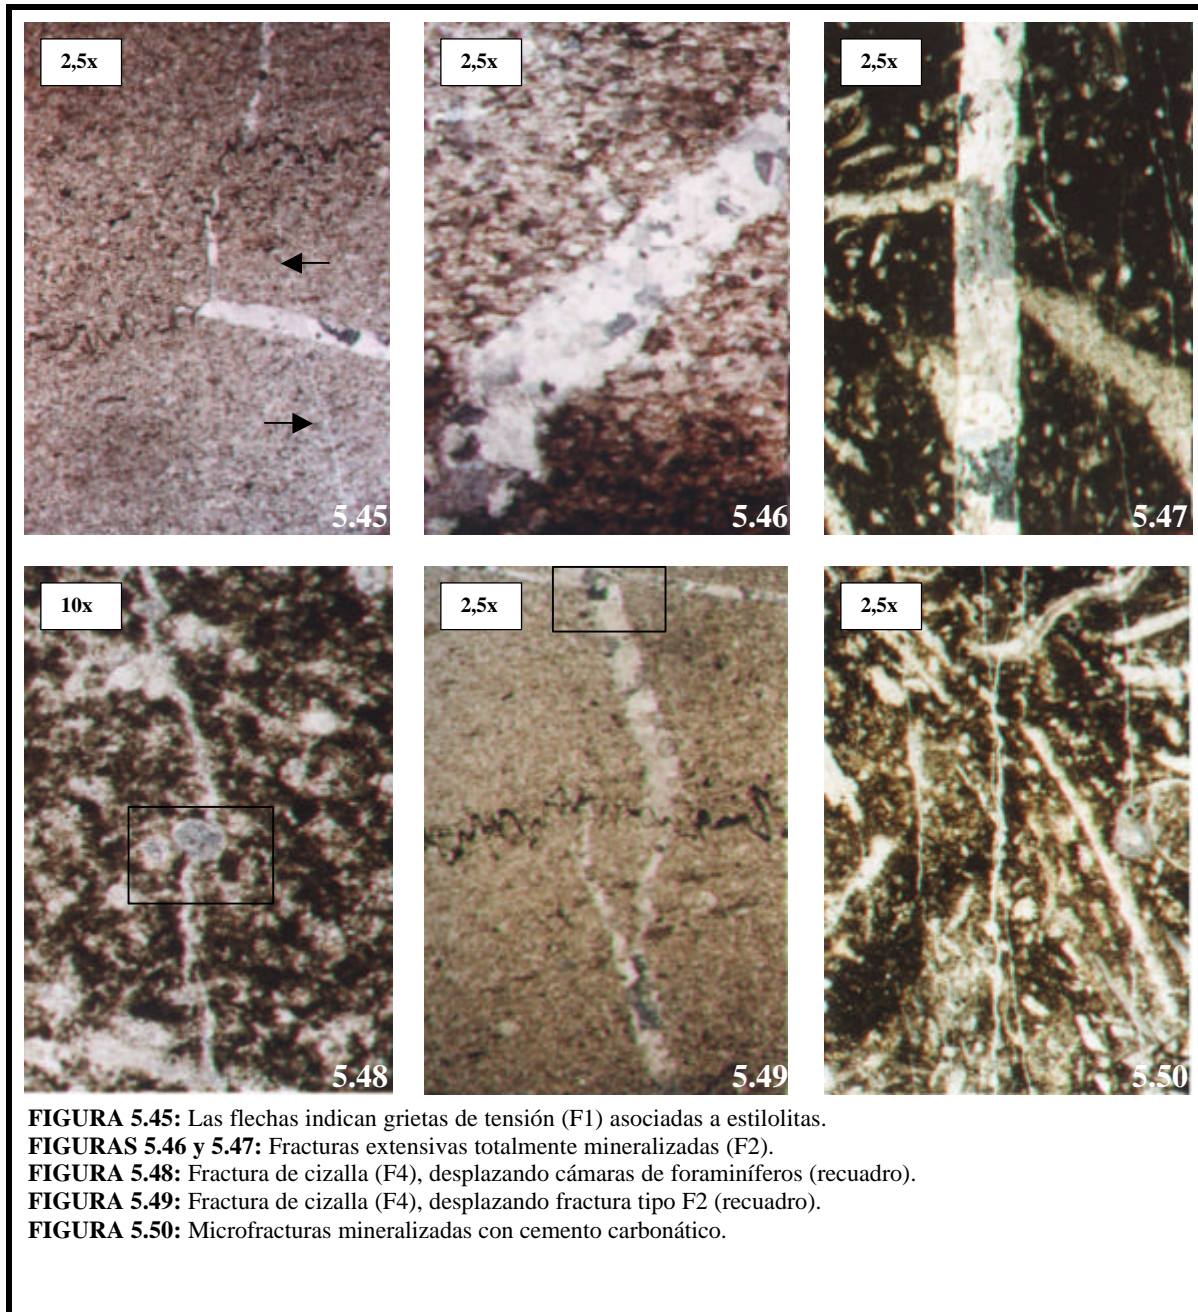 2,5x
2,5x
2,5x
5.45
5.46
5.47
10x
2,5x
2,5x
5.48
5.49
5.50
FIGURA 5.45: Las flechas indican grietas de tensión (F1) asociadas a estilolitas.
FIGURAS 5.46 y 5.47: Fracturas extensivas totalmente mineralizadas (F2).
FIGURA 5.48: Fractura de cizalla (F4), desplazando cámaras de foraminíferos (recuadro).
FIGURA 5.49: Fractura de cizalla (F4), desplazando fractura tipo F2 (recuadro).
FIGURA 5.50: Microfracturas mineralizadas con cemento carbonático.